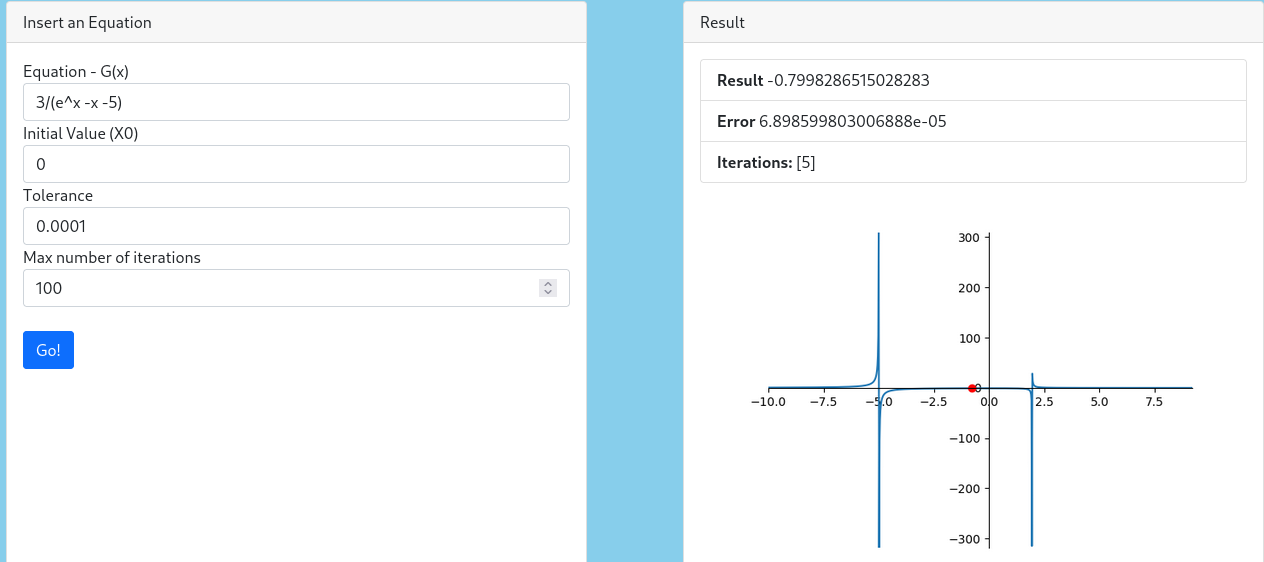 Insert an Equation
Equation - G(x)
3/(e^x -x -5)
Initial Value (X0)
0
Tolerance
0.0001
Max number of iterations
100
Go!
Result
Result -0.7998286515028283
Error 6.898599803006888e-05
Iterations: [5]
300
200
100
0
−10.0 −7.5 −5.0 −2.5 0.0 2.5 5.0 7.5
−100
−200
−300